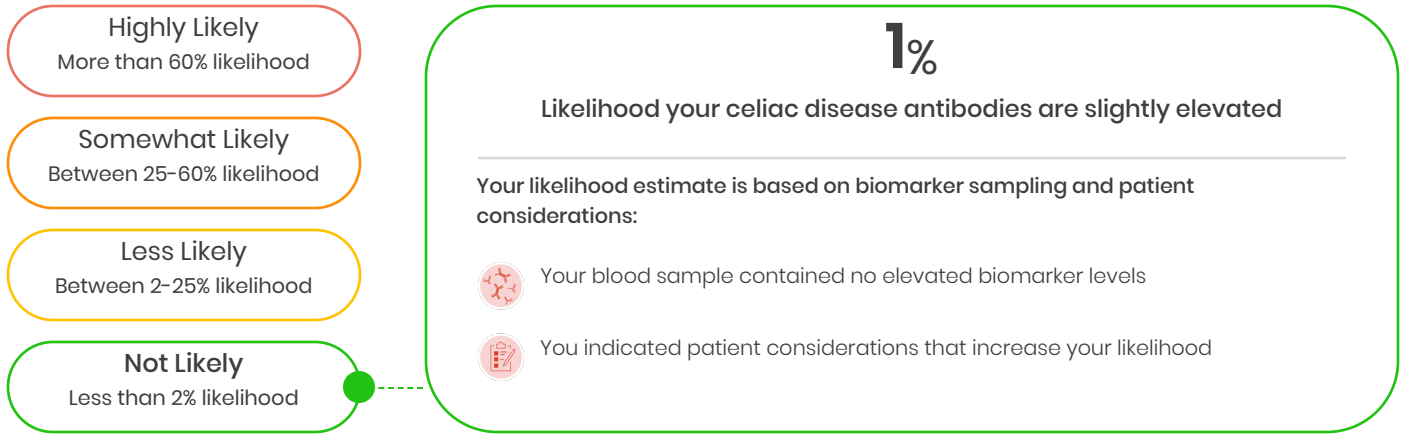 Highly Likely
More than 60% likelihood
Somewhat Likely
Between 25-60% likelihood
Less Likely
Between 2-25% likelihood
Not Likely
Less than 2% likelihood
1%
Likelihood your celiac disease antibodies are slightly elevated
Your likelihood estimate is based on biomarker sampling and patient
considerations:
Your blood sample contained no elevated biomarker levels
You indicated patient considerations that increase your likelihood